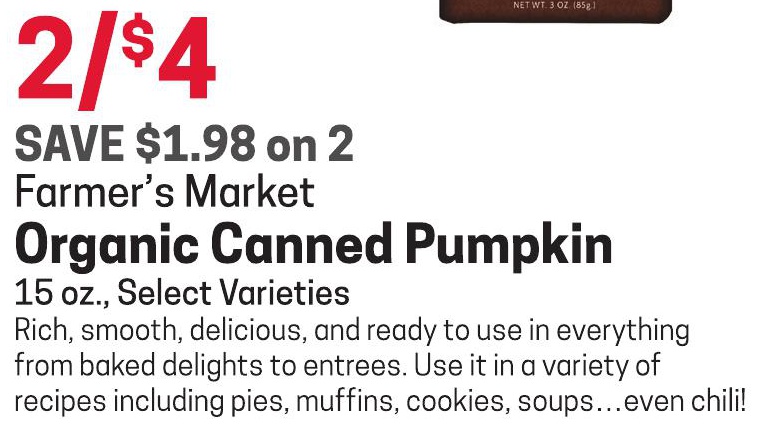 NET WT. 3 OZ. (85g.)
2/$4
SAVE $1.98 on 2
Farmer's Market
Organic Canned Pumpkin
15 oz., Select Varieties
Rich, smooth, delicious, and ready to use in everything
from baked delights to entrees. Use it in a variety of
recipes including pies, muffins, cookies, soups...even chili!